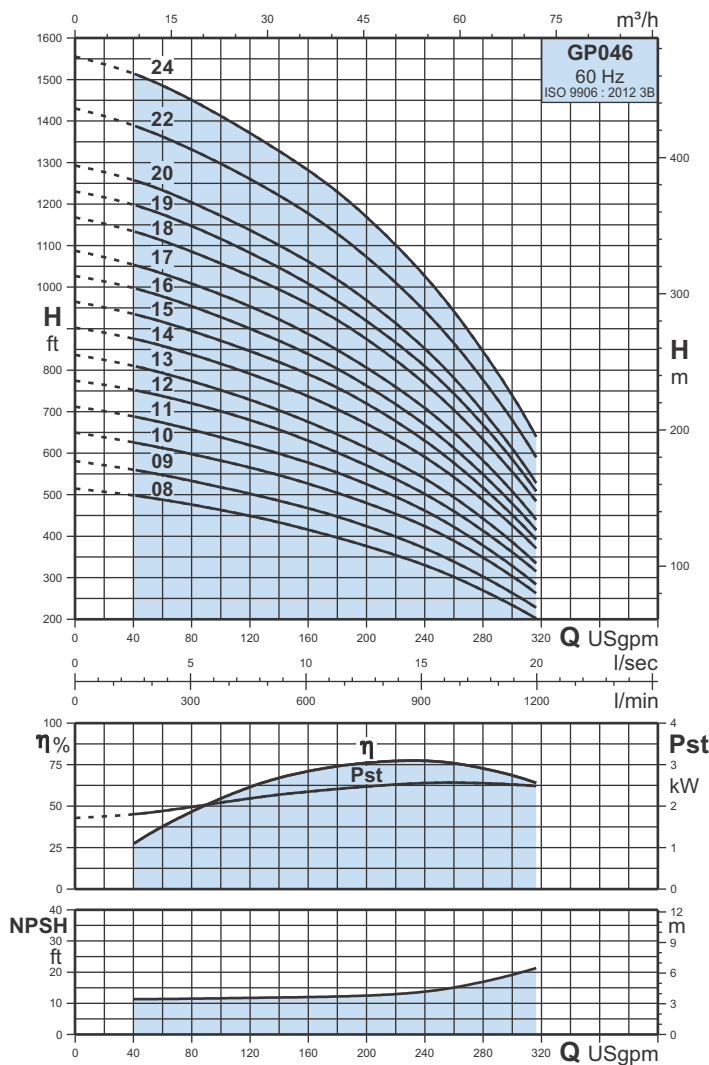 0 15 30 45 60 75 m³/h
GP046
60 Hz
ISO 9906 : 2012 3B
1600
1500
1400
1300
1200
1100
1000
H
ft
800
700
600
500
400
300
200
24
22
20
19
18
17
16
15
14
13
12
11
10
09
08
400
300
H
m
200
100
0 40 80 120 160 200 240 280 320 Q USgpm
0 5 10 15 20 l/sec
0 300 600 900 1200 l/min
100
η%
75
50
25
0
η
Pst
4
Pst
3
kW
2
1
0
40
NPSH
30
ft
20
10
0
12
m
9
6
3
0
0 40 80 120 160 200 240 280 320 Q USgpm